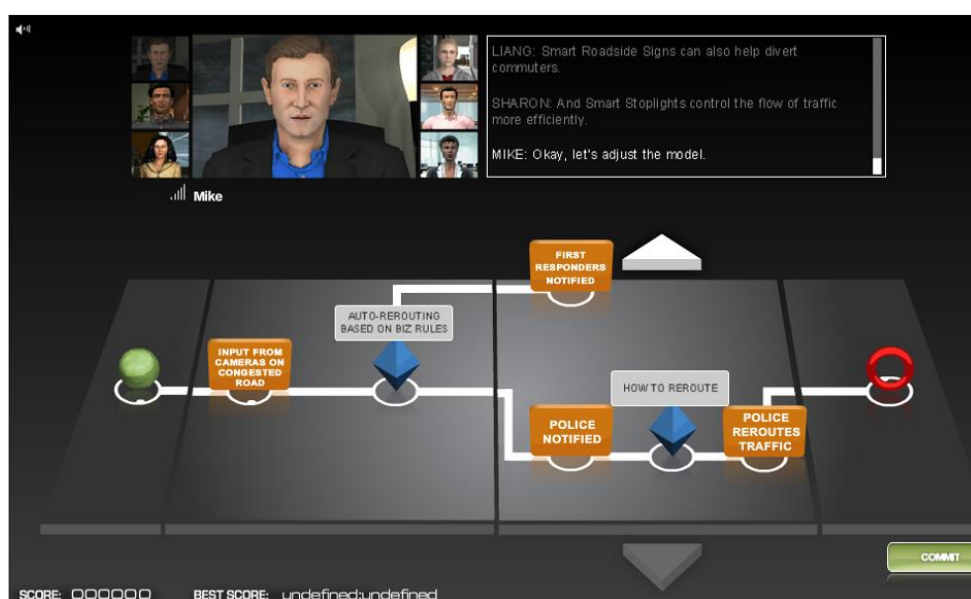 LIANG: Smart Roadside Signs can also help divert
commuters.
SHARON: And Smart Stoplights control the flow of traffic
more efficiently.
MIKE: Okay, let's adjust the model.
Mike
FIRST
RESPONDERS
NOTIFIED
AUTO-REROUTING
BASED ON BIZ RULES
INPUT FROM
CAMERAS ON
CONGESTED
ROAD
HOW TO REROUTE
POLICE
NOTIFIED
POLICE
REROUTES
TRAFFIC
COMMIT
SCORE: 000000
BEST SCORE: undefined:undefined